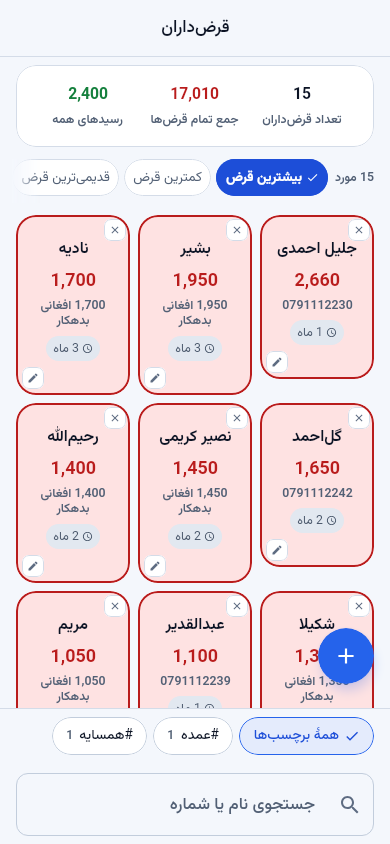 قرض‌داران
15
تعداد قرض‌داران
17,010
جمع تمام قرض‌ها
2,400
رسیدهای همه
15 مورد
بیشترین قرض
کمترین قرض
قدیمی‌ترین قرض
جلیل احمدی
2,660
0791112230
1 ماه
بشیر
1,950
1,950 افغانی
بدهکار
3 ماه
نادیه
1,700
1,700 افغانی
بدهکار
3 ماه
گل‌احمد
1,650
0791112242
2 ماه
نصیر کریمی
1,450
1,450 افغانی
بدهکار
2 ماه
رحیم‌الله
1,400
1,400 افغانی
بدهکار
2 ماه
شکیلا
افغانی
بدهکار
عبدالقدیر
1,100
0791112239
1 ماه
مریم
1,050
1,050 افغانی
بدهکار
همهٔ برچسب‌ها
#عمده 1
#همسایه 1
جستجوی نام یا شماره